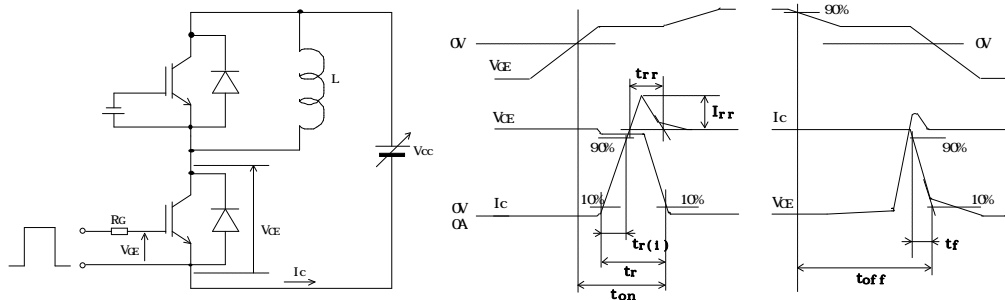 L
Vcc
RG
VGE
VCE
Ic
0V
VGE
trr
Irr
VCE
90%
0V
0A
Ic
10%
10%
tr(i)
tr
ton
90%
0V
Ic
90%
VCE
10%
tf
toff